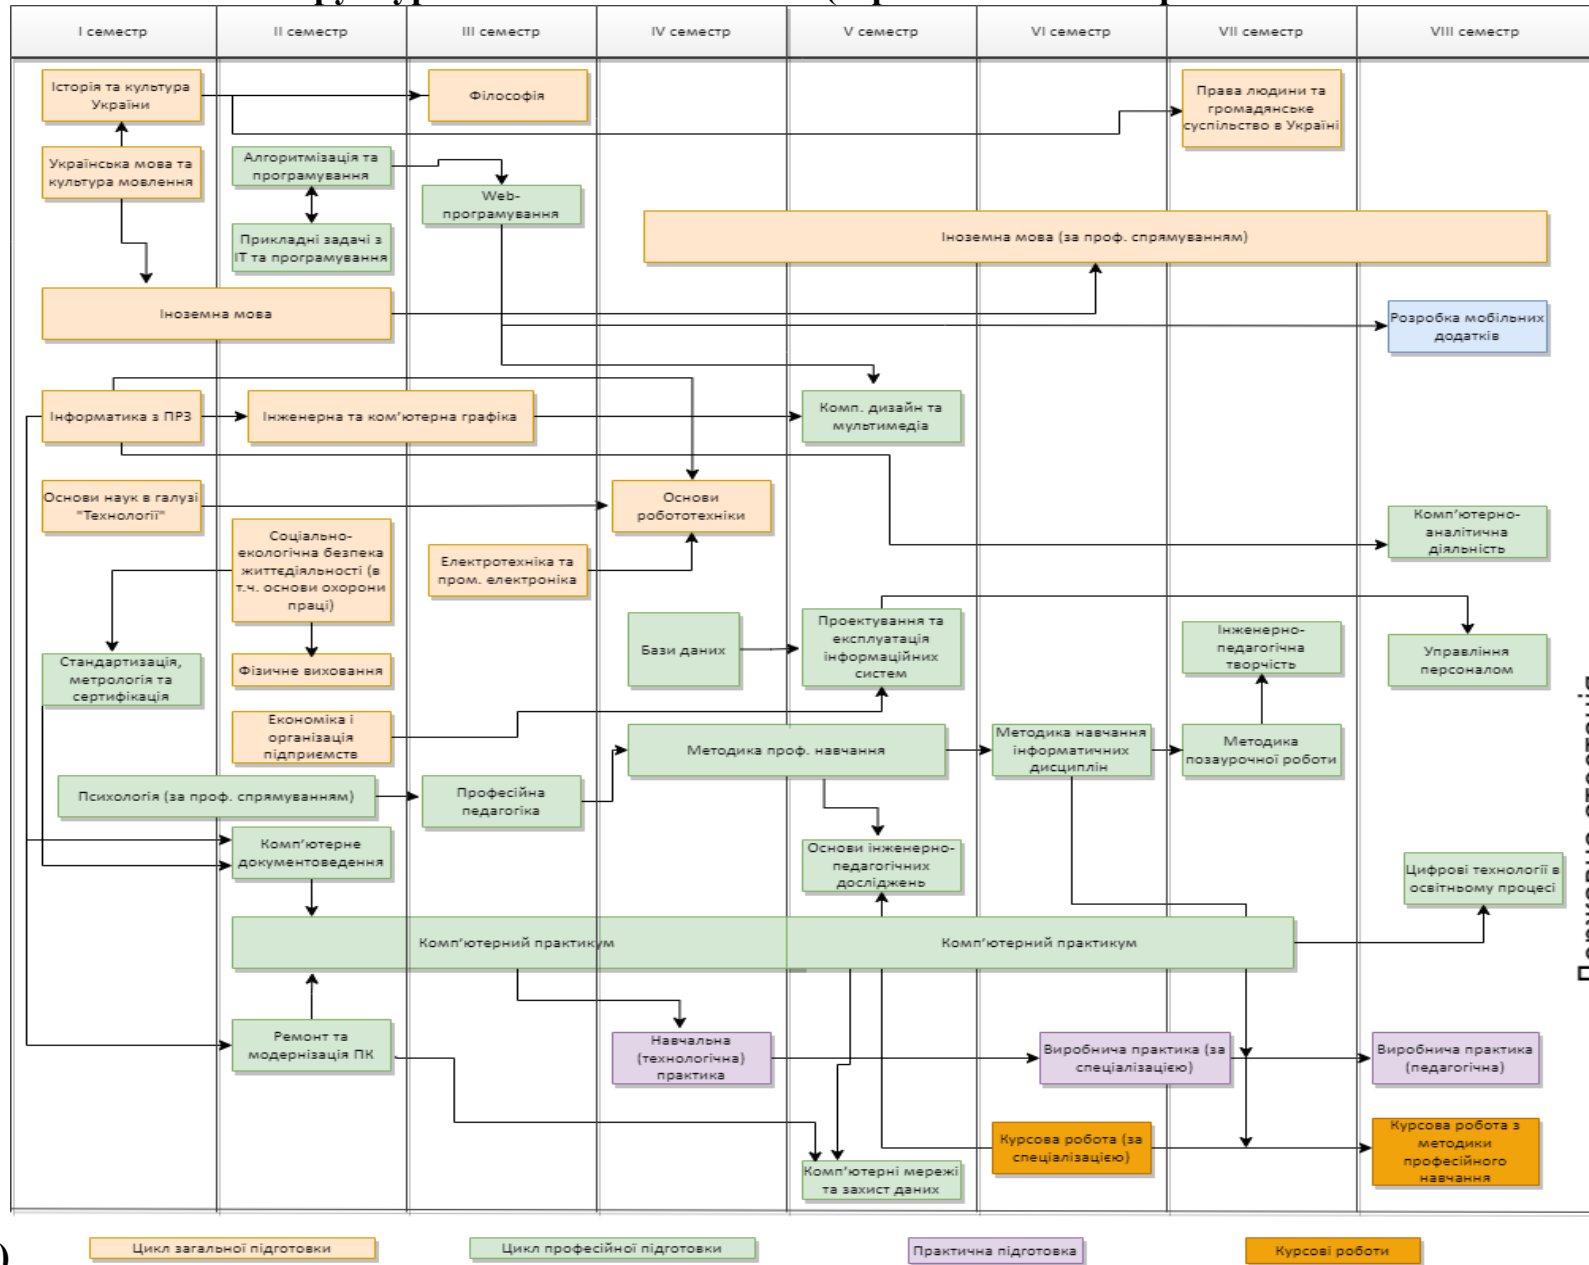 I семестр
II семестр
III семестр
IV семестр
V семестр
VI семестр
VII семестр
VIII семестр
Історія та культура
України
Філософія
Права людини та
громадянське
суспільство в Україні
Українська мова та
культура мовлення
Алгоритмізація та
програмування
Web-
програмування
Прикладні задачі з
ІТ та програмування
Іноземна мова (за проф. спрямуванням)
Іноземна мова
Розробка мобільних
додатків
Інформатика з ПРЗ
Інженерна та ком'ютерна графіка
Комп. дизайн та
мультимедіа
Основи наук в галузі
"Технології"
Основи
робототехніки
Комп'ютерно-
аналітична
діяльність
Соціально-
екологічна безпека
життєдіяльності (в
т.ч. основи охорони
праці)
Електротехніка та
пром. електроніка
Бази даних
Проектування та
експлуатація
інформаційних
систем
Інженерно-
педагогічна
творчість
Управління
персоналом
Стандартизація,
метрологія та
сертифікація
Фізичне виховання
Економіка і
організація
підприємств
Методика проф. навчання
Методика навчання
інформатичних
дисциплін
Методика
позаурочної роботи
Психологія (за проф. спрямуванням)
Професійна
педагогіка
Комп'ютерне
документоведення
Основи інженерно-
педагогічних
досліджень
Цифрові технології в
освітньому процесі
Комп'ютерний практикум
Комп'ютерний практикум
Ремонт та
модернізація ПК
Навчальна
(технологічна)
практика
Виробнича практика (за
спеціалізацією)
Виробнича практика
(педагогічна)
Курсова робота (за
спеціалізацією)
Курсова робота з
методики
професійного
навчання
Комп'ютерні мережі
та захист даних
Цикл загальної підготовки
Цикл професійної підготовки
Практична підготовка
Курсові роботи
)